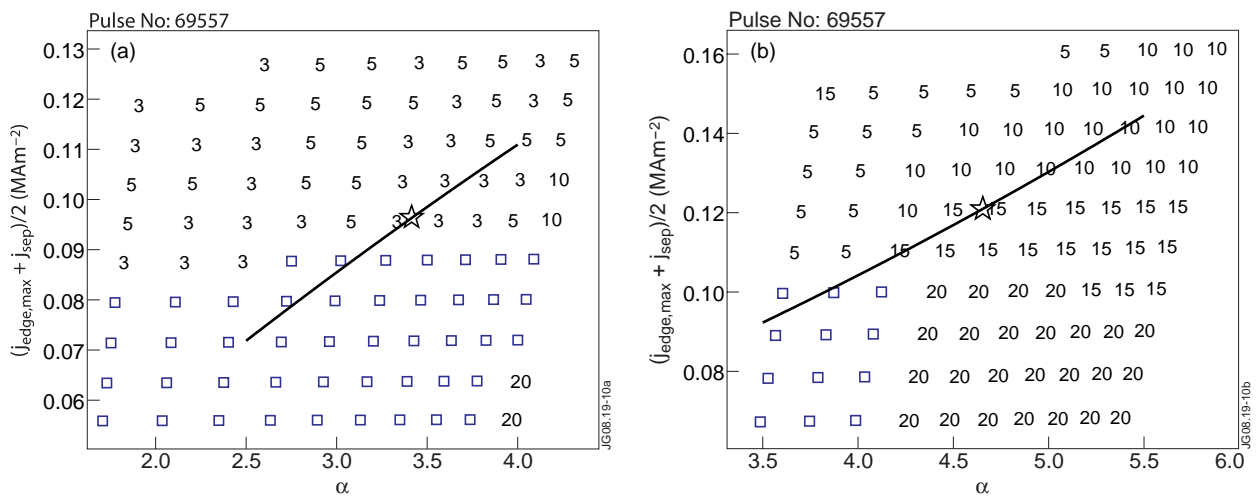 Pulse No: 69557
(a)
0.13
3 5 5 3 5 5 3 5
0.12
3 5 5 5 5 5 3 3 5
0.11
3 5 3 5 5 3 3 5 5 5
(j_edge,max + j_sep)/2 (MAm⁻²)
0.10
3 5 5 5 5 3 3 3 3 10
5 3 3 3 5 3 3 3 5 10
0.09
3 3 3
0.08
0.07
20
0.06
20
2.0 2.5 3.0 3.5 4.0
α
JG08.19-10a
Pulse No: 69557
(b)
0.16
5 5 10 10 10
15 5 5 5 5 10 10 10 10
0.14
5 5 5 10 10 10 10 10 10 10
(j_edge,max + j_sep)/2 (MAm⁻²)
5 5 10 10 10 10 10 10 10
0.12
5 5 10 15 15 15 15 15 15 15
5 5 15 15 15 15 15 15 15
0.10
20 20 20 20 15 15 15
20 20 20 20 20 20 20
0.08
20 20 20 20 20 20 20
20 20 20 20 20 20 20
3.5 4.0 4.5 5.0 5.5 6.0
α
JG08.19-10b